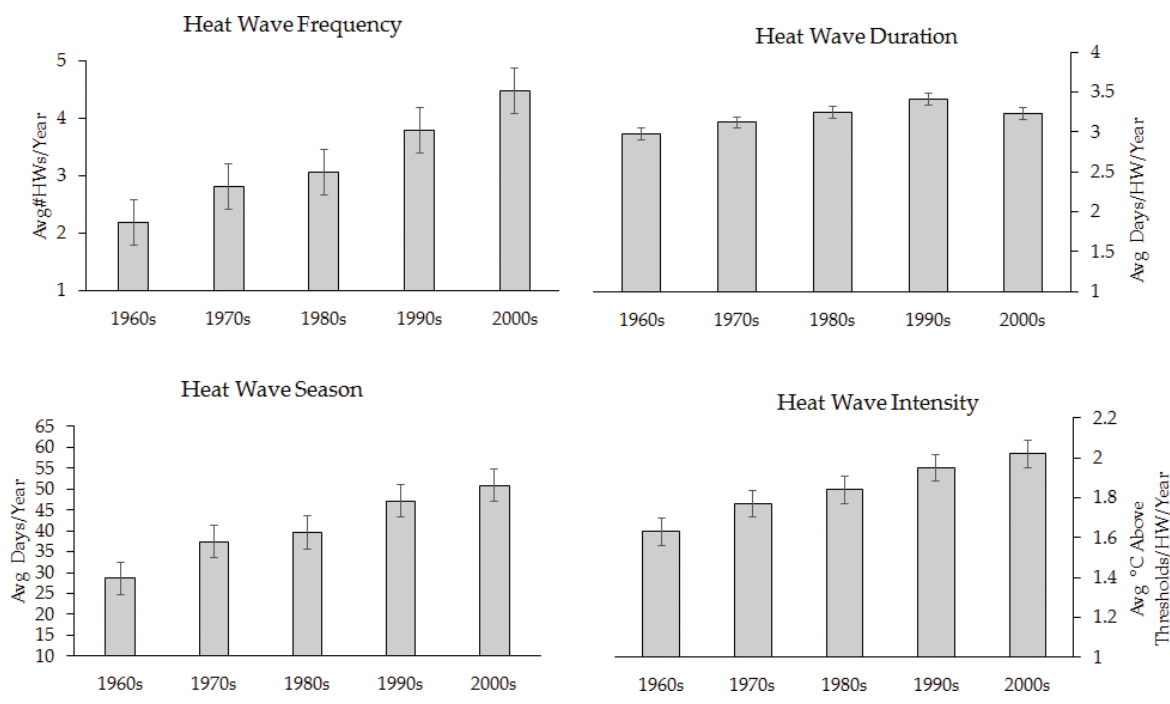 Heat Wave Frequency
Avg#HWs/Year
5
4
3
2
1
1960s 1970s 1980s 1990s 2000s
Heat Wave Duration
4
3.5
3
2.5
2
1.5
1
Avg Days/HW/Year
1960s 1970s 1980s 1990s 2000s
Heat Wave Season
Avg Days/Year
65
60
55
50
45
40
35
30
25
20
15
10
1960s 1970s 1980s 1990s 2000s
Heat Wave Intensity
2.2
2
1.8
1.6
1.4
1.2
1
Avg °C Above
Thresholds/HW/Year
1960s 1970s 1980s 1990s 2000s